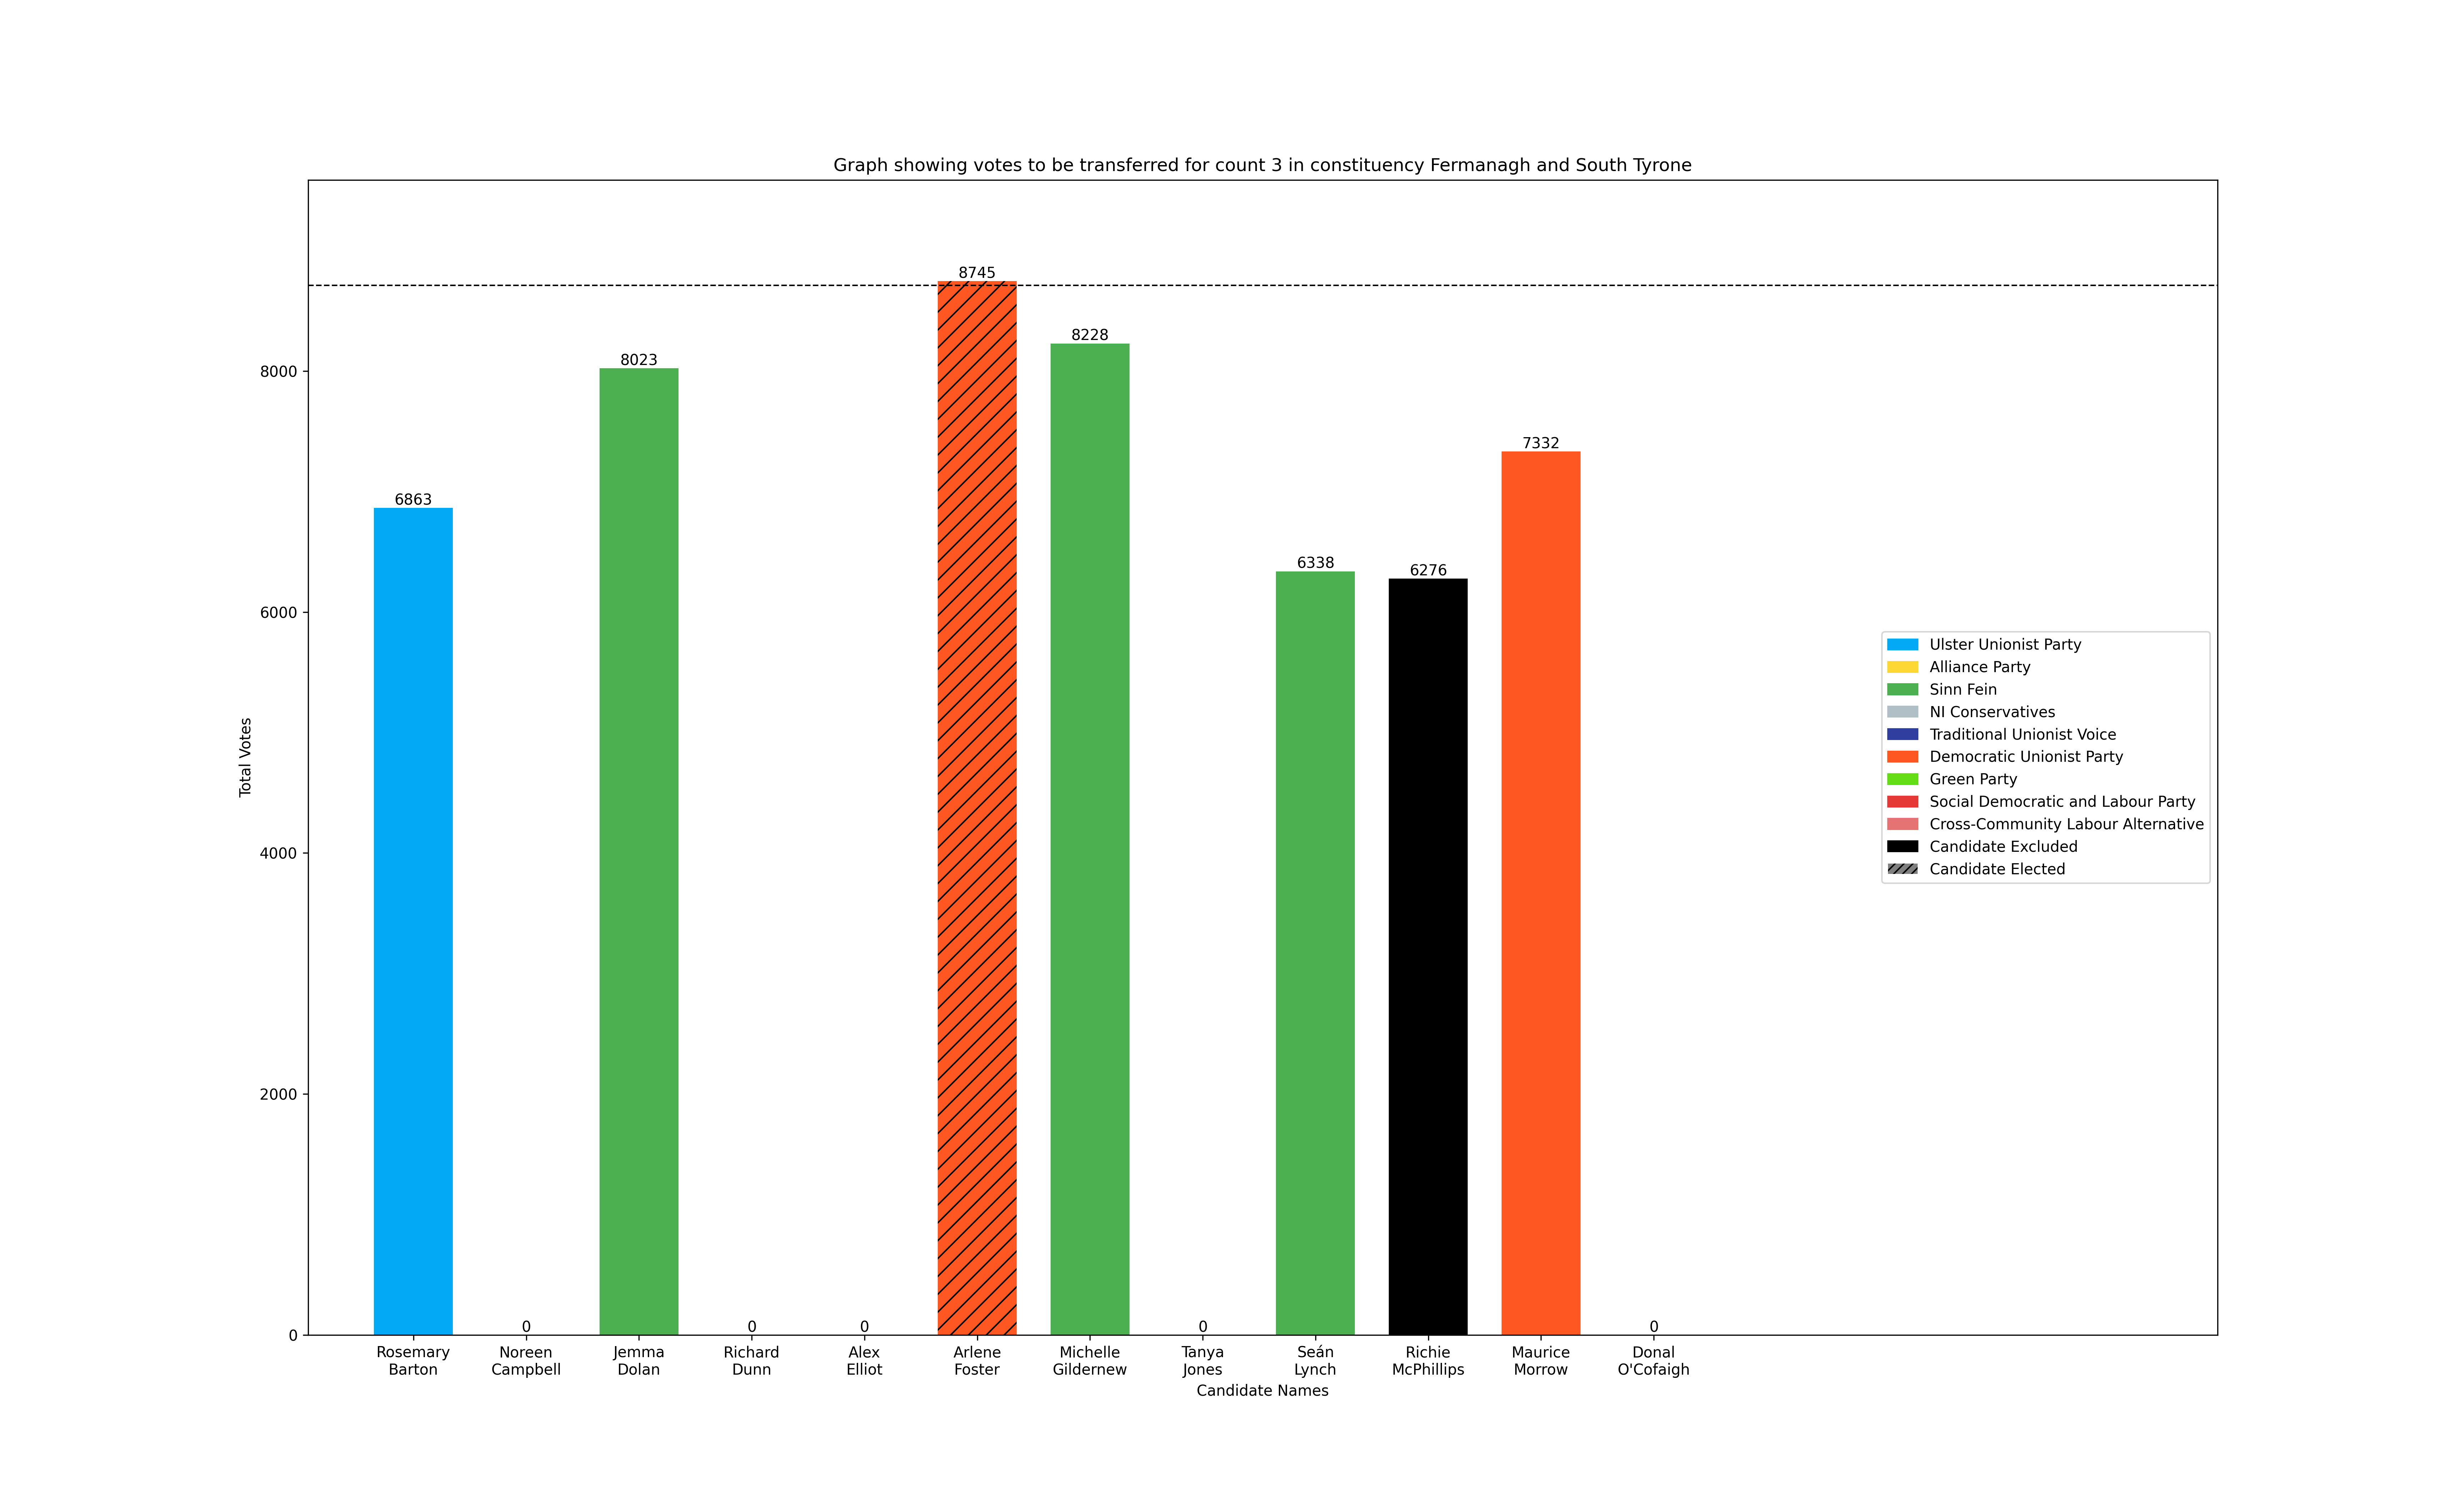 Graph showing votes to be transferred for count 3 in constituency Fermanagh and South Tyrone
Total Votes
8000
6000
4000
2000
0
6863
0
8023
0
0
8745
8228
0
6338
6276
7332
0
Rosemary
Barton
Noreen
Campbell
Jemma
Dolan
Richard
Dunn
Alex
Elliot
Arlene
Foster
Michelle
Gildernew
Tanya
Jones
Seán
Lynch
Richie
McPhillips
Maurice
Morrow
Donal
O'Cofaigh
Candidate Names
Ulster Unionist Party
Alliance Party
Sinn Fein
NI Conservatives
Traditional Unionist Voice
Democratic Unionist Party
Green Party
Social Democratic and Labour Party
Cross-Community Labour Alternative
Candidate Excluded
Candidate Elected